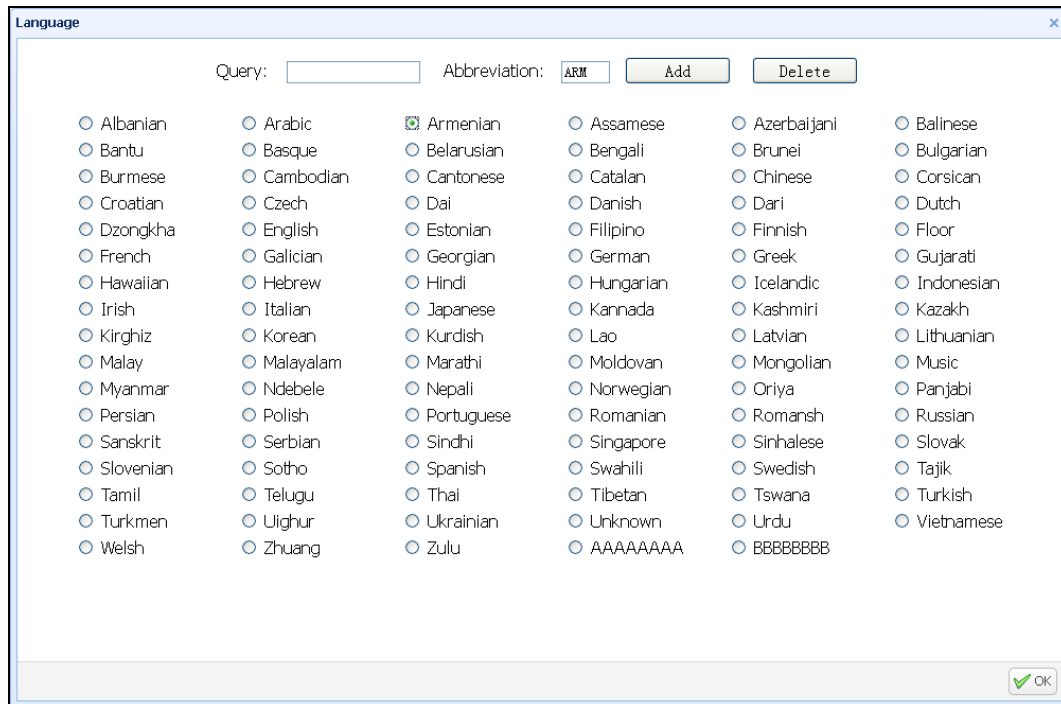 Language
Query: Abbreviation: ARM Add Delete
Albanian Arabic Armenian Assamese Azerbaijani Balinese
Bantu Basque Belarusian Bengali Brunei Bulgarian
Burmese Cambodian Cantonese Catalan Chinese Corsican
Croatian Czech Dai Danish Dari Dutch
Dzongkha English Estonian Filipino Finnish Floor
French Galician Georgian German Greek Gujarati
Hawaiian Hebrew Hindi Hungarian Icelandic Indonesian
Irish Italian Japanese Kannada Kashmiri Kazakh
Kirghiz Korean Kurdish Lao Latvian Lithuanian
Malay Malayalam Marathi Moldovan Mongolian Music
Myanmar Ndebele Nepali Norwegian Oriya Panjabi
Persian Polish Portuguese Romanian Romansh Russian
Sanskrit Serbian Sindhi Singapore Sinhalese Slovak
Slovenian Sotho Spanish Swahili Swedish Tajik
Tamil Telugu Thai Tibetan Tswana Turkish
Turkmen Uighur Ukrainian Unknown Urdu Vietnamese
Welsh Zhuang Zulu AAAAAAAA BBBBBBBB
OK